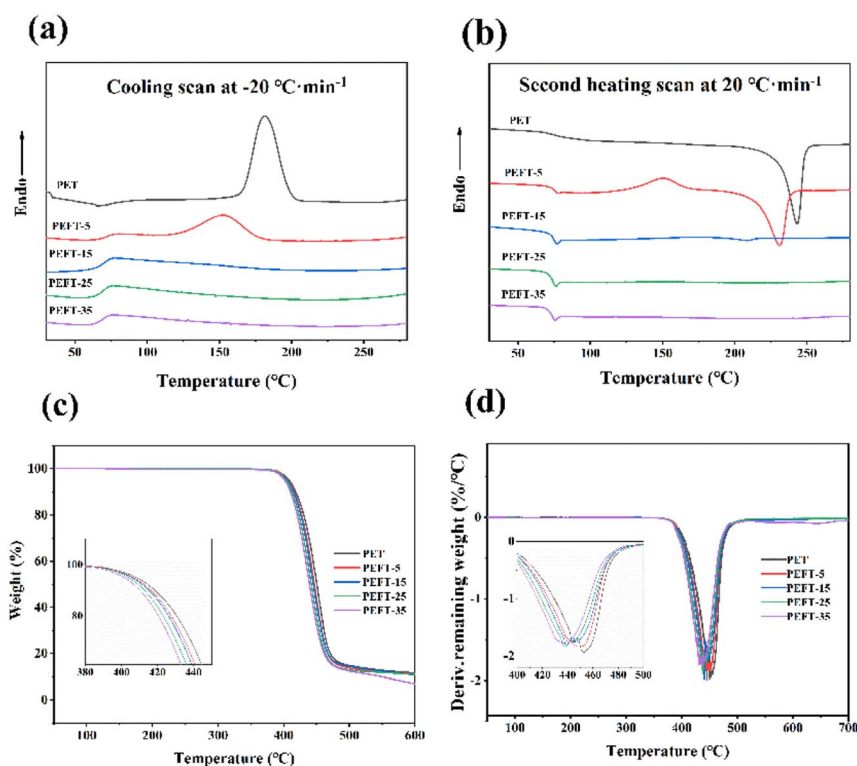 (a)
Cooling scan at -20 °C·min⁻¹
Endo
PET
PEFT-5
PEFT-15
PEFT-25
PEFT-35
50 100 150 200 250
Temperature (°C)
(b)
Second heating scan at 20 °C·min⁻¹
Endo
PET
PEFT-5
PEFT-15
PEFT-25
PEFT-35
50 100 150 200 250
Temperature (°C)
(c)
Weight (%)
100
80
60
40
20
0
100
80
380 400 420 440
PET
PEFT-5
PEFT-15
PEFT-25
PEFT-35
100 200 300 400 500 600
Temperature (°C)
(d)
Deriv.remaining weight (%/°C)
0
-1
-2
0
-1
-2
400 420 440 460 480 500
PET
PEFT-5
PEFT-15
PEFT-25
PEFT-35
100 200 300 400 500 600 700
Temperature (°C)